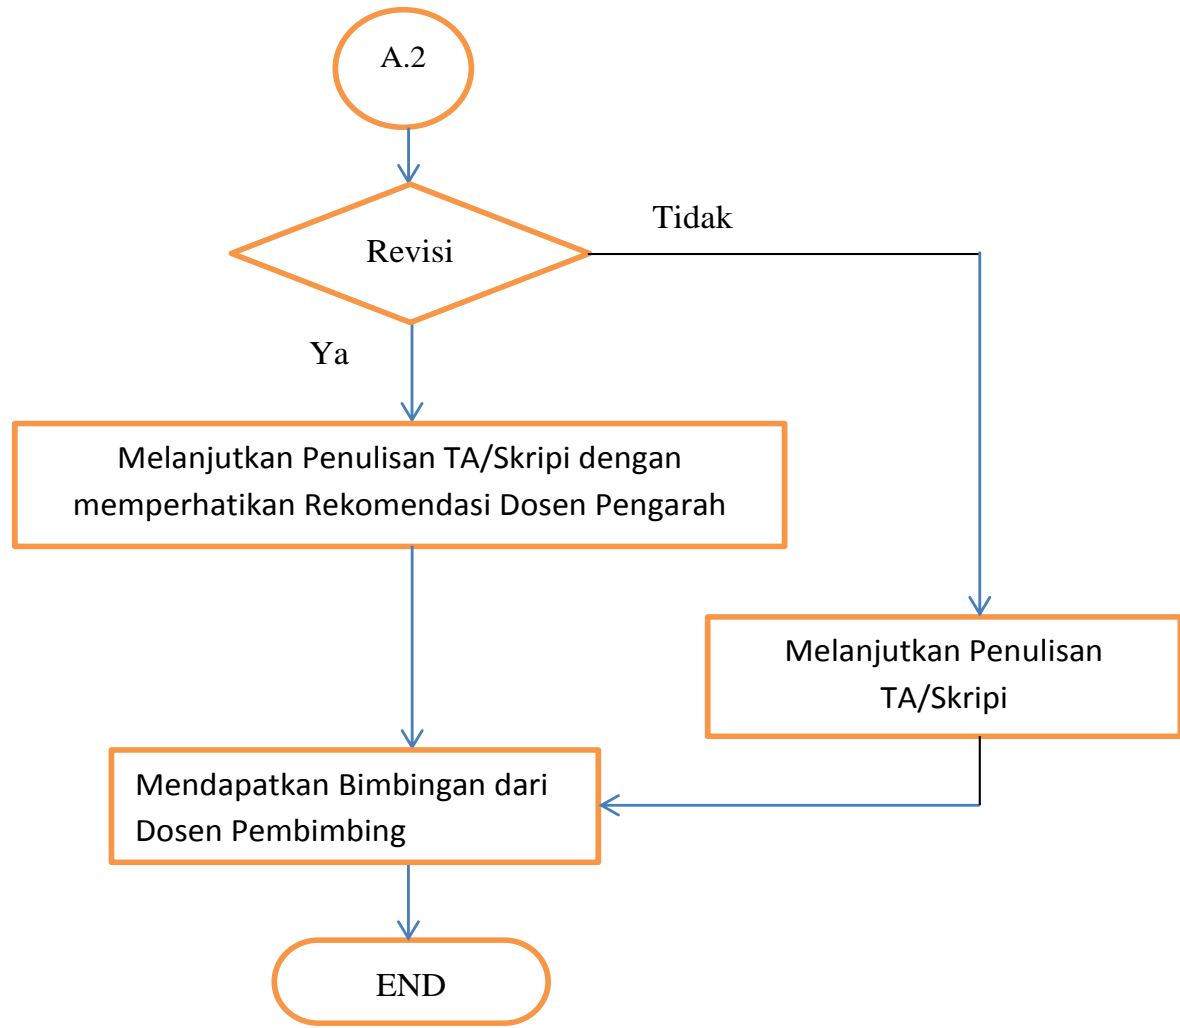 A.2
Revisi
Tidak
Ya
Melanjutkan Penulisan TA/Skripi dengan
memperhatikan Rekomendasi Dosen Pengarah
Melanjutkan Penulisan
TA/Skripi
Mendapatkan Bimbingan dari
Dosen Pembimbing
END